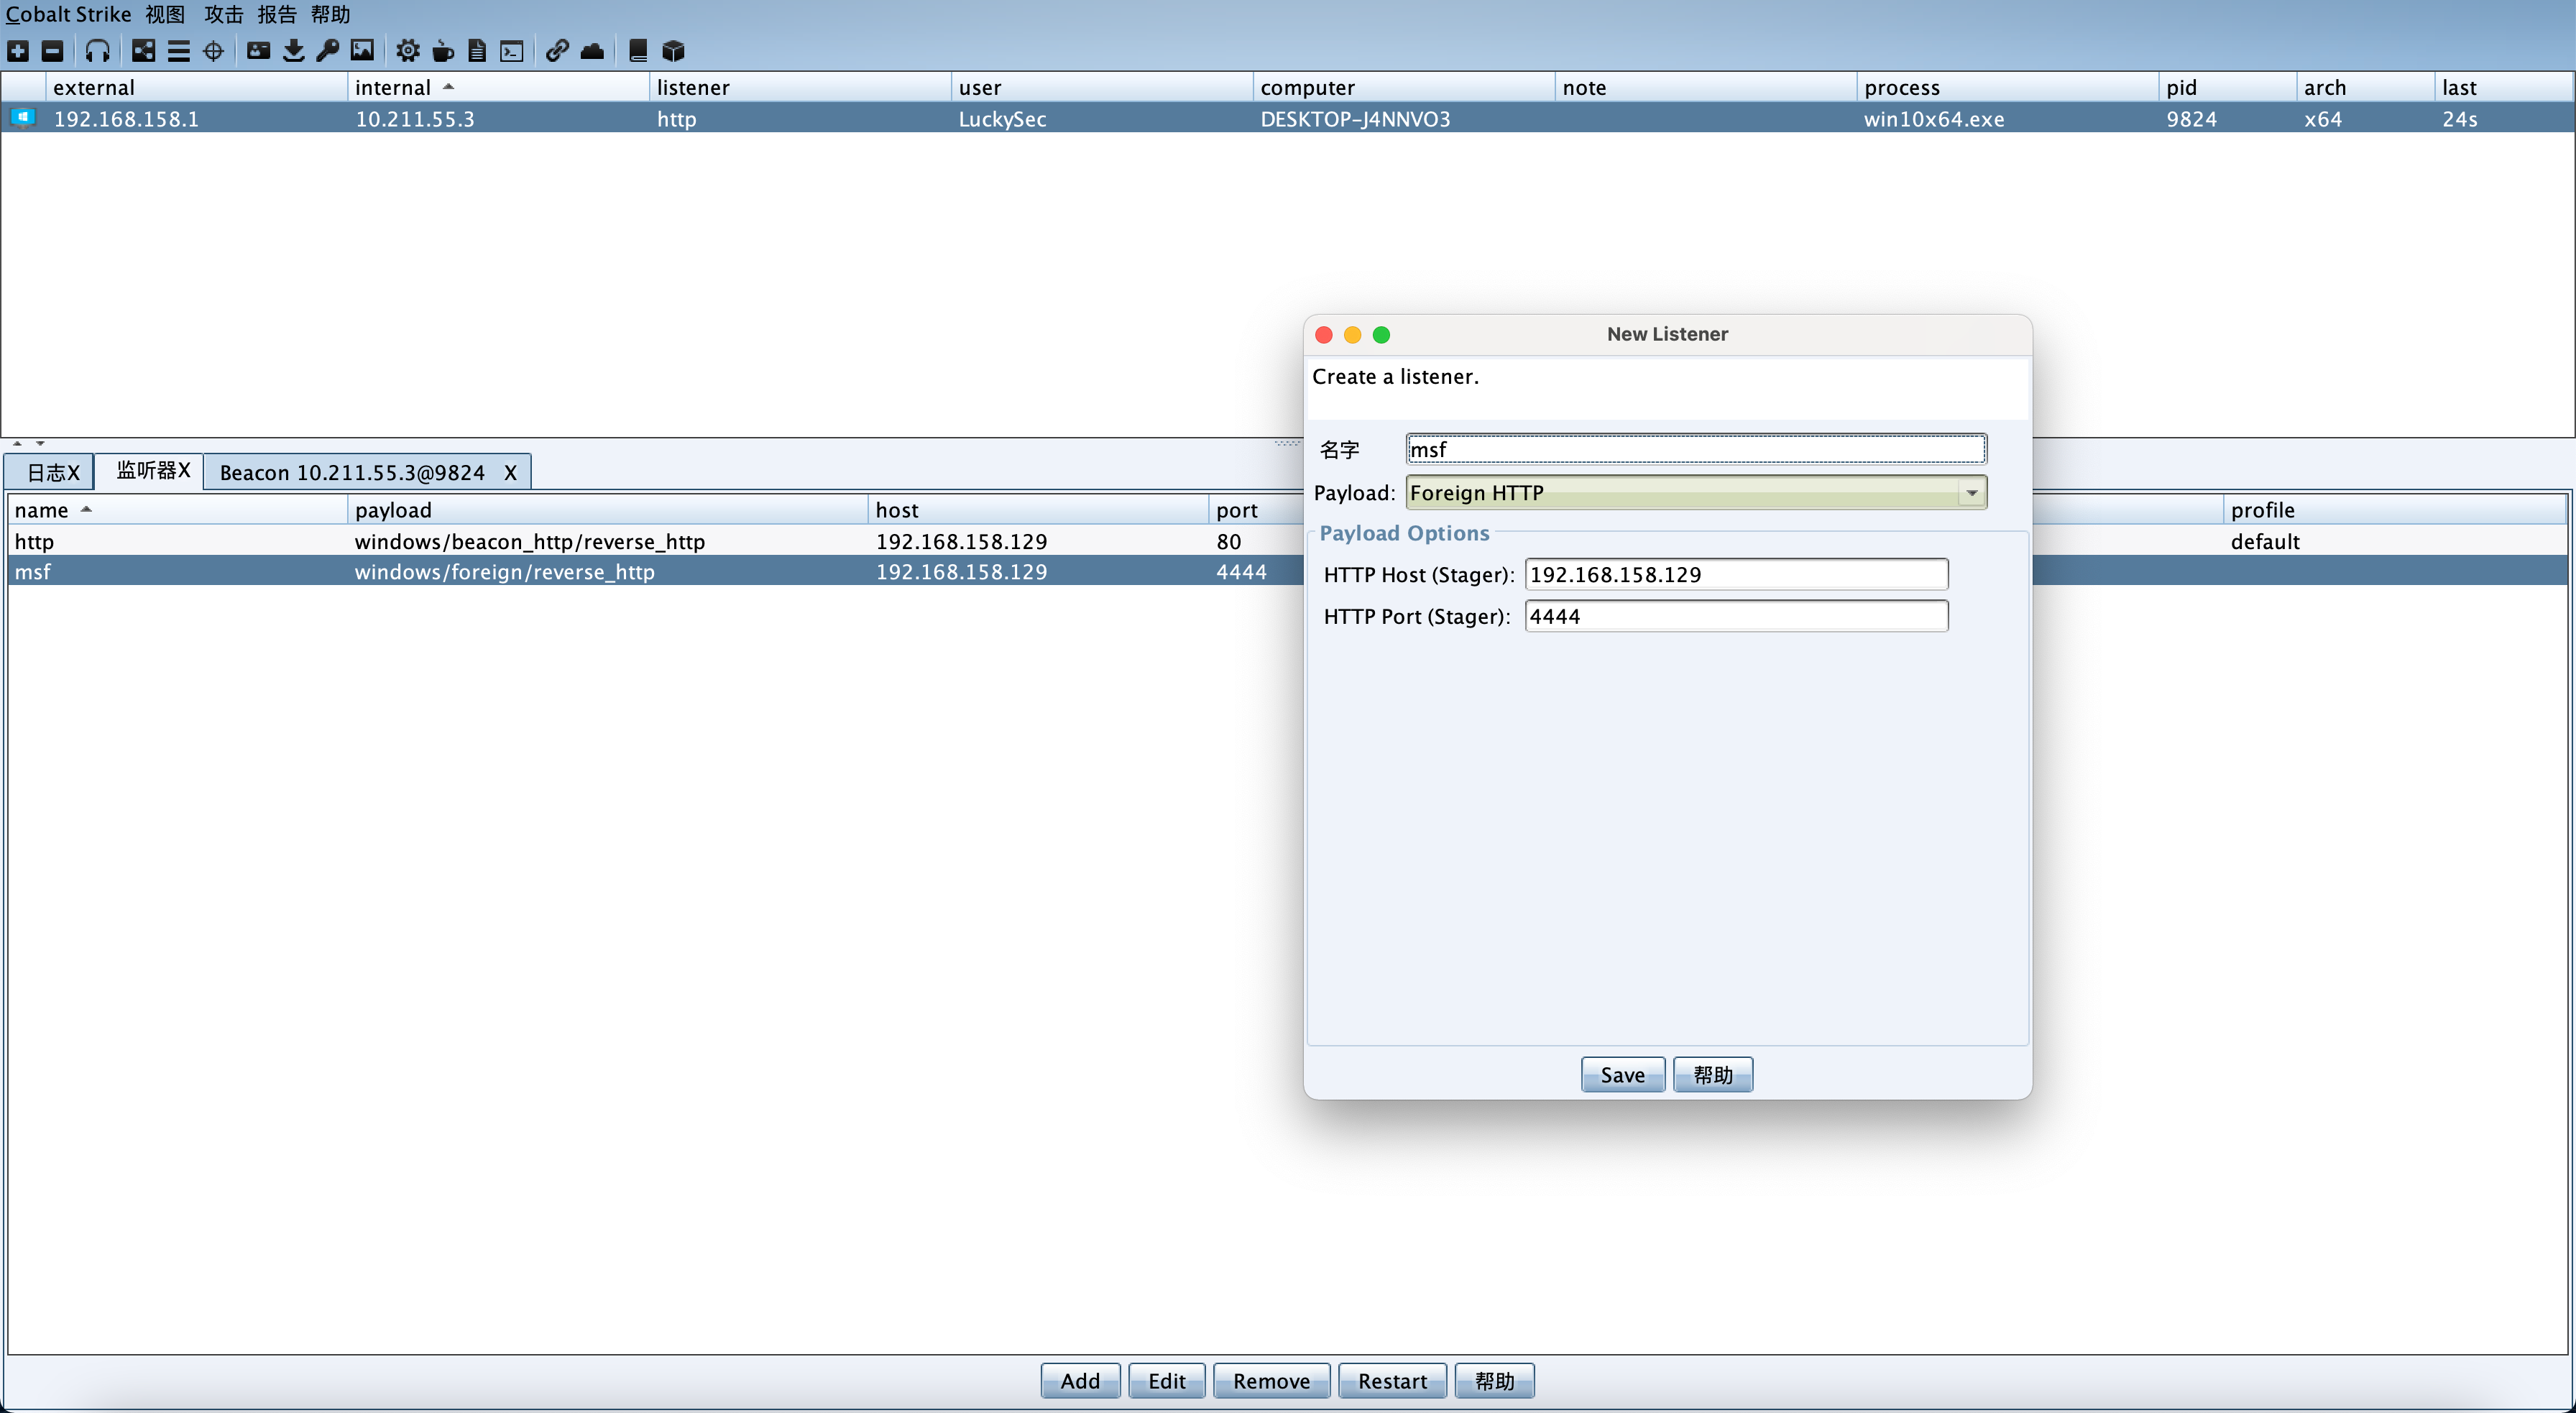 Cobalt Strike 视图 攻击 报告 帮助
external internal listener user computer note process pid arch last
192.168.158.1 10.211.55.3 http LuckySec DESKTOP-J4NNVO3 win10x64.exe 9824 x64 24s
日志X 监听器X Beacon 10.211.55.3@9824 X
name payload host port profile
http windows/beacon_http/reverse_http 192.168.158.129 80 default
msf windows/foreign/reverse_http 192.168.158.129 4444
New Listener
Create a listener.
名字 msf
Payload: Foreign HTTP
Payload Options
HTTP Host (Stager): 192.168.158.129
HTTP Port (Stager): 4444
Save 帮助
Add Edit Remove Restart 帮助